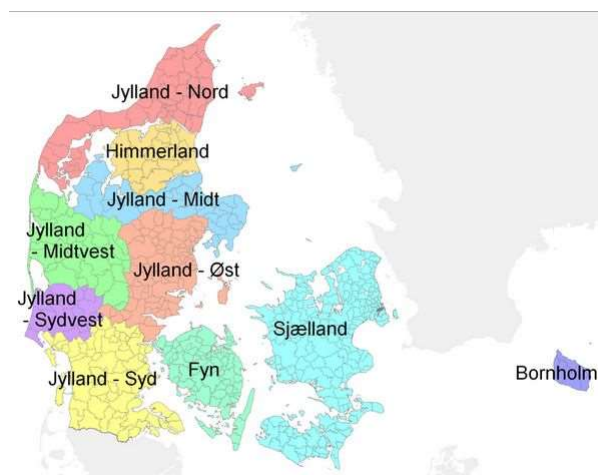 Jylland - Nord
Himmerland
Jylland - Midt
Jylland
- Midtvest
Jylland - Øst
Jylland
- Sydvest
Sjælland
Jylland - Syd
Fyn
Bornholm